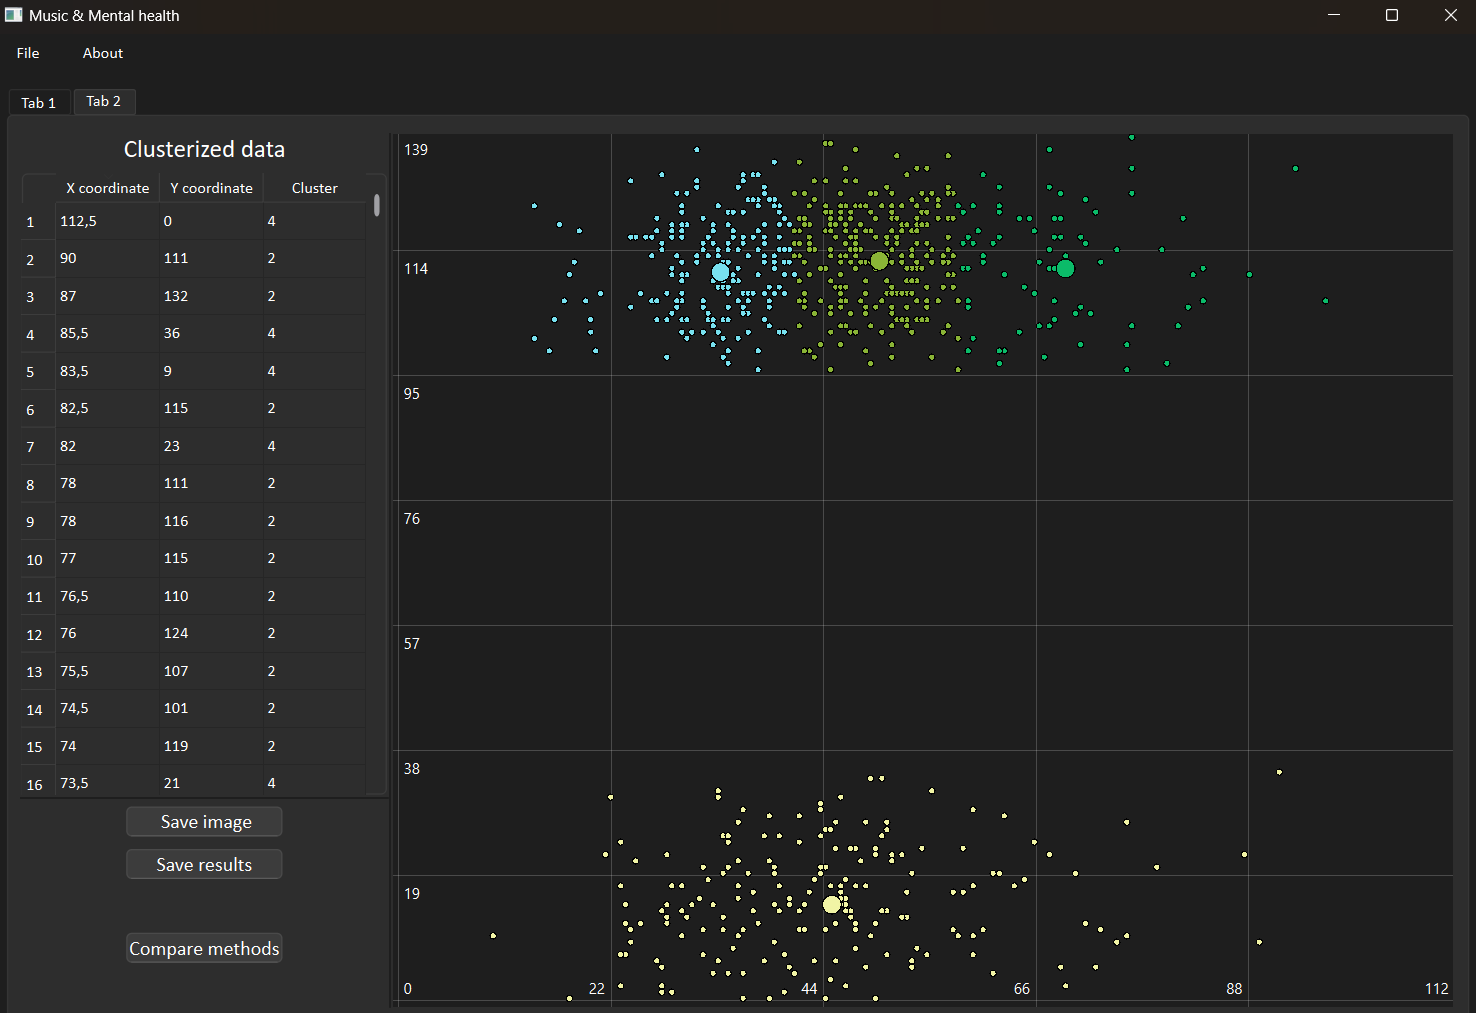 Music & Mental health
File About
Tab 1 Tab 2
Clusterized data
X coordinate Y coordinate Cluster
1 112,5 0 4
2 90 111 2
3 87 132 2
4 85,5 36 4
5 83,5 9 4
6 82,5 115 2
7 82 23 4
8 78 111 2
9 78 116 2
10 77 115 2
11 76,5 110 2
12 76 124 2
13 75,5 107 2
14 74,5 101 2
15 74 119 2
16 73,5 21 4
Save image
Save results
Compare methods
139
114
95
76
57
38
19
0 22 44 66 88 112